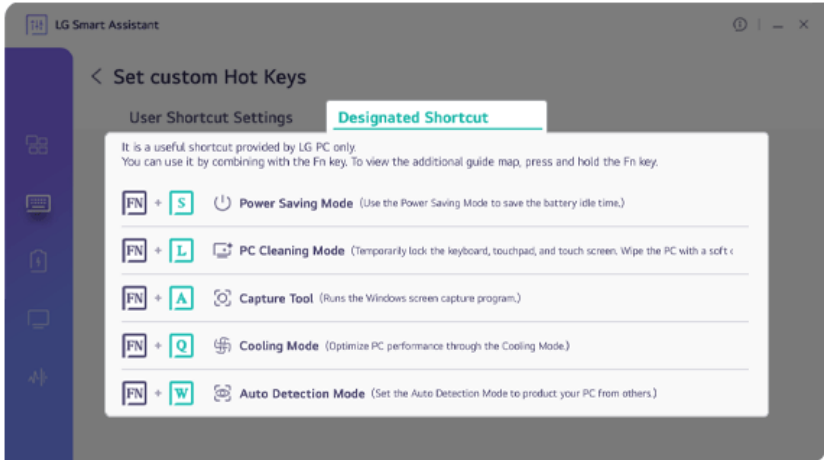 LG Smart Assistant
Set custom Hot Keys
User Shortcut Settings
Designated Shortcut
It is a useful shortcut provided by LG PC only.
You can use it by combining with the Fn key. To view the additional guide map, press and hold the Fn key.
FN + S Power Saving Mode (Use the Power Saving Mode to save the battery idle time.)
FN + L PC Cleaning Mode (Temporarily lock the keyboard, touchpad, and touch screen. Wipe the PC with a soft
FN + A Capture Tool (Runs the Windows screen capture program.)
FN + Q Cooling Mode (Optimize PC performance through the Cooling Mode.)
FN + W Auto Detection Mode (Set the Auto Detection Mode to product your PC from others.)